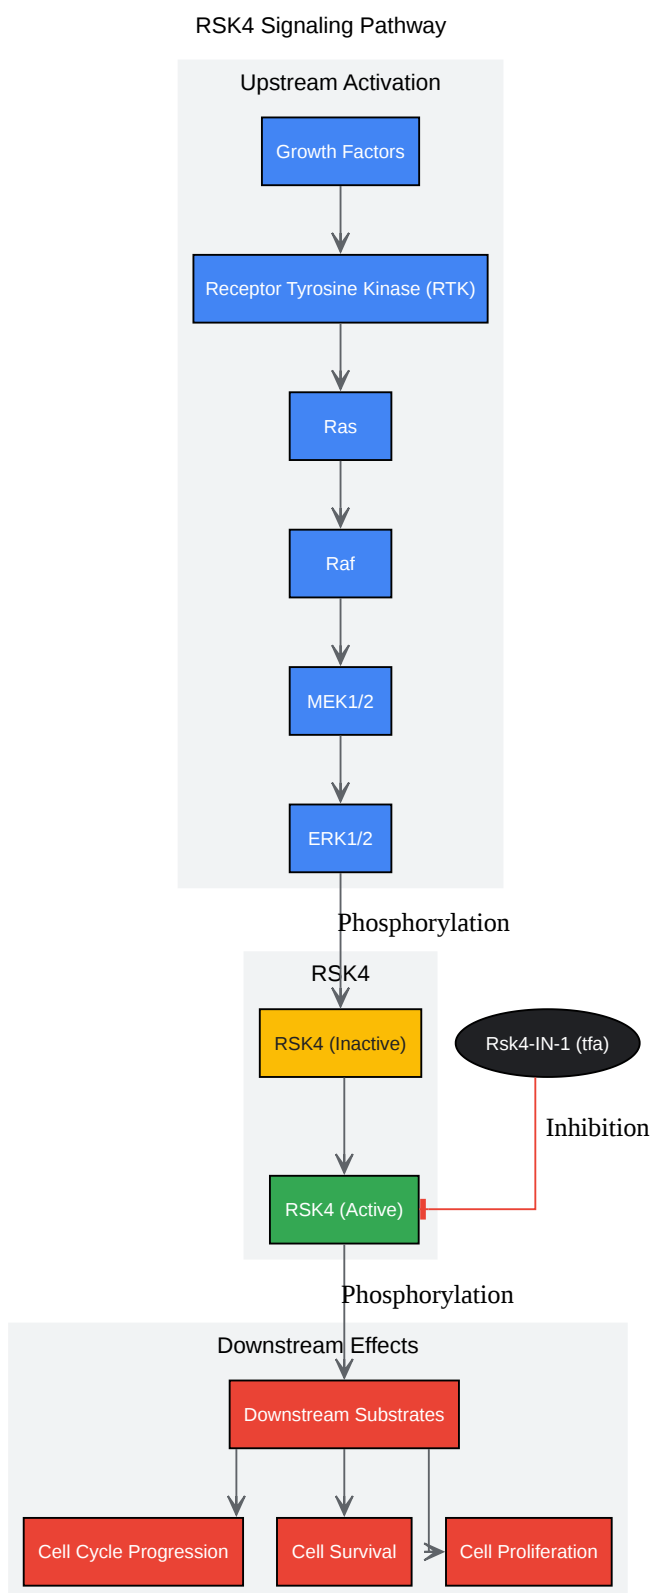 RSK4 Signaling Pathway
Upstream Activation
Growth Factors
Receptor Tyrosine Kinase (RTK)
Ras
Raf
MEK1/2
ERK1/2
Phosphorylation
RSK4
RSK4 (Inactive)
Rsk4-IN-1 (tfa)
Inhibition
RSK4 (Active)
Phosphorylation
Downstream Effects
Downstream Substrates
Cell Cycle Progression
Cell Survival
Cell Proliferation